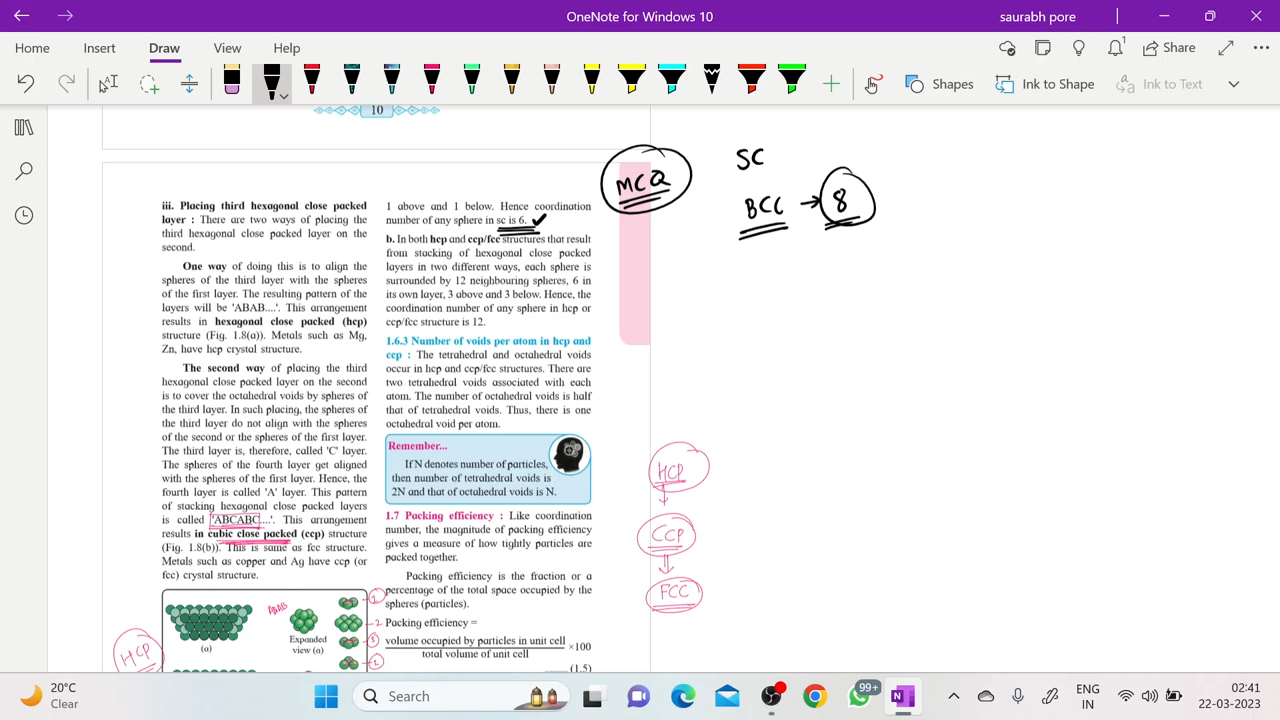 OneNote for Windows 10
saurabh pore
Home Insert Draw View Help
Share
Shapes
Ink to Shape
Ink to Text
10
iii. Placing third hexagonal close packed
layer : There are two ways of placing the
third hexagonal close packed layer on the
second.
One way of doing this is to align the
spheres of the third layer with the spheres
of the first layer. The resulting pattern of the
layers will be 'ABAB....'. This arrangement
results in hexagonal close packed (hcp)
structure (Fig. 1.8(a)). Metals such as Mg,
Zn, have hcp crystal structure.
The second way of placing the third
hexagonal close packed layer on the second
is to cover the octahedral voids by spheres of
the third layer. In such placing, the spheres of
the third layer do not align with the spheres
of the second or the spheres of the first layer.
The third layer is, therefore, called 'C' layer.
The spheres of the fourth layer get aligned
with the spheres of the first layer. Hence, the
fourth layer is called 'A' layer. This pattern
of stacking hexagonal close packed layers
is called 'ABCABC....'. This arrangement
results in cubic close packed (ccp) structure
(Fig. 1.8(b)). This is same as fcc structure.
Metals such as copper and Ag have ccp (or
fcc) crystal structure.
ABAB
(a)
Expanded
view (a)
1
2
3
1
HCP
1 above and 1 below. Hence coordination
number of any sphere in sc is 6.
b. In both hcp and ccp/fcc structures that result
from stacking of hexagonal close packed
layers in two different ways, each sphere is
surrounded by 12 neighbouring spheres, 6 in
its own layer, 3 above and 3 below. Hence, the
coordination number of any sphere in hcp or
ccp/fcc structure is 12.
1.6.3 Number of voids per atom in hcp and
ccp : The tetrahedral and octahedral voids
occur in hcp and ccp/fcc structures. There are
two tetrahedral voids associated with each
atom. The number of octahedral voids is half
that of tetrahedral voids. Thus, there is one
octahedral void per atom.
Remember...
If N denotes number of particles,
then number of tetrahedral voids is
2N and that of octahedral voids is N.
1.7 Packing efficiency : Like coordination
number, the magnitude of packing efficiency
gives a measure of how tightly particles are
packed together.
Packing efficiency is the fraction or a
percentage of the total space occupied by the
spheres (particles).
Packing efficiency =
volume occupied by particles in unit cell
total volume of unit cell
×100
.........(1.5)
MCQ
SC
BCC → 8
HCP
CCP
FCC
20°C
Clear
Search
99+
ENG
IN
02:41
22-03-2023